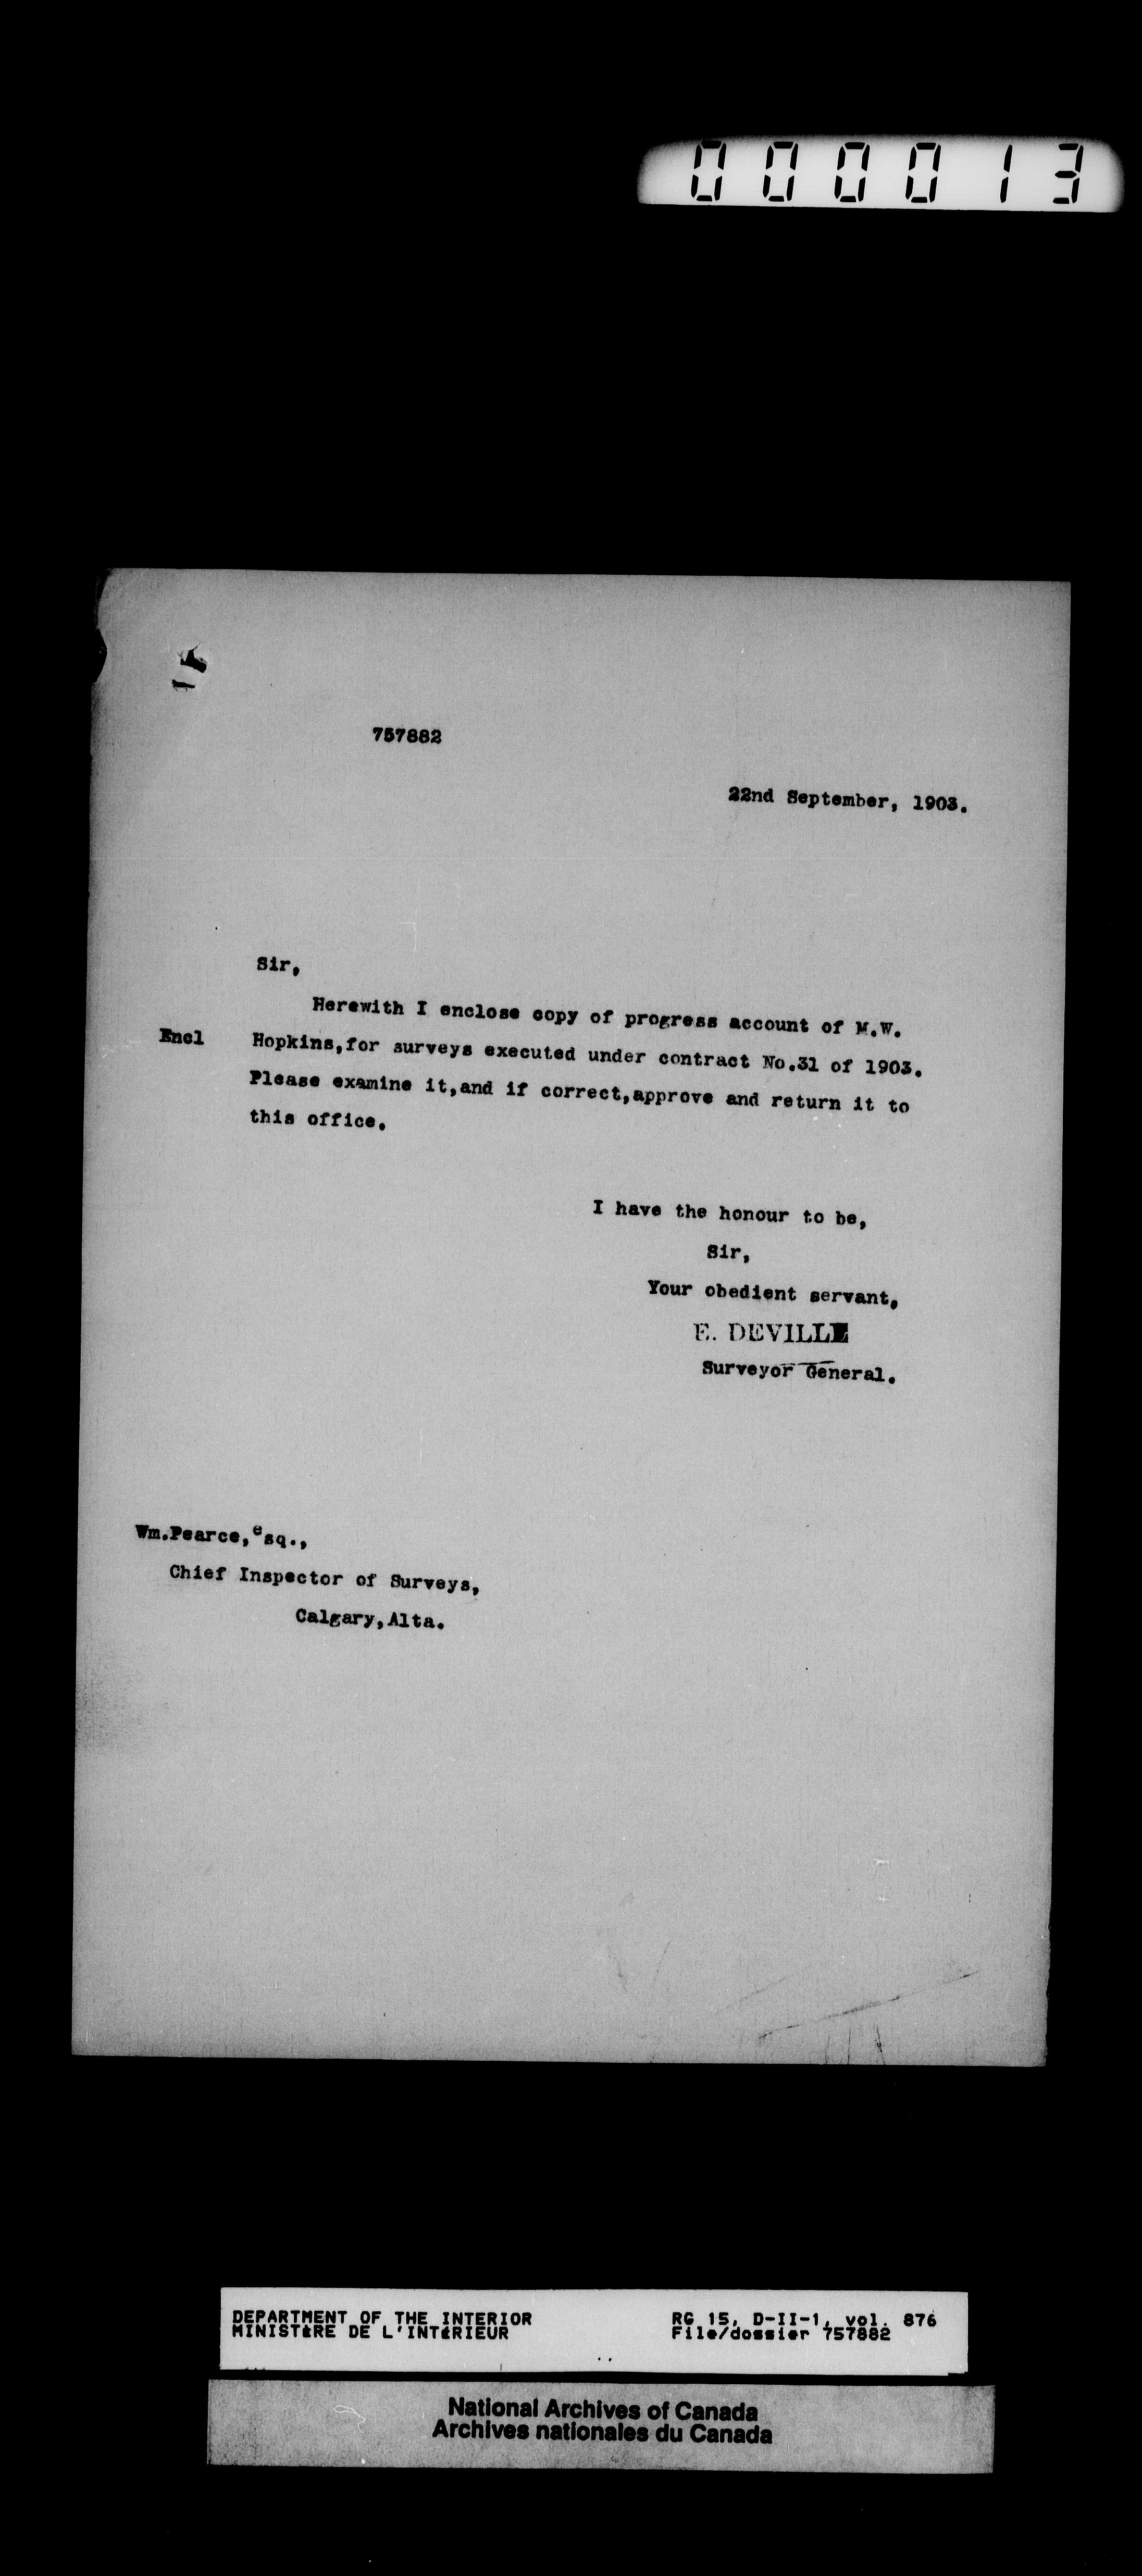 000013
757882
22nd September, 1903.
Sir,
Herewith I enclose copy of progress account of M.W.
Encl Hopkins,for surveys executed under contract No.31 of 1903.
Please examine it,and if correct,approve and return it to
this office.
I have the honour to be,
Sir,
Your obedient servant,
E. DEVILLE
Surveyor General.
Wm.Pearce,esq.,
Chief Inspector of Surveys,
Calgary,Alta.
DEPARTMENT OF THE INTERIOR RG 15, D-II-1, vol. 876
MINISTÈRE DE L'INTÉRIEUR File/dossier 757882
National Archives of Canada
Archives nationales du Canada